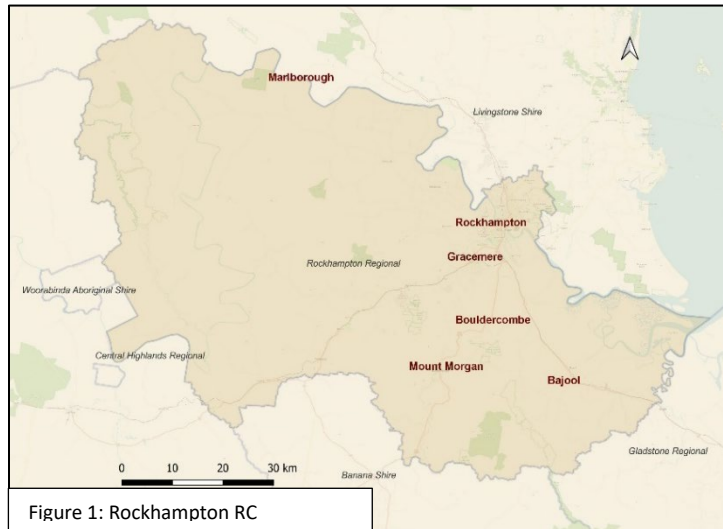 Marlborough
Livingstone Shire
Rockhampton
Gracemere
Rockhampton Regional
Woorabinda Aboriginal Shire
Bouldercombe
Central Highlands Regional
Mount Morgan
Bajool
Gladstone Regional
Banana Shire
0 10 20 30 km
Figure 1: Rockhampton RC